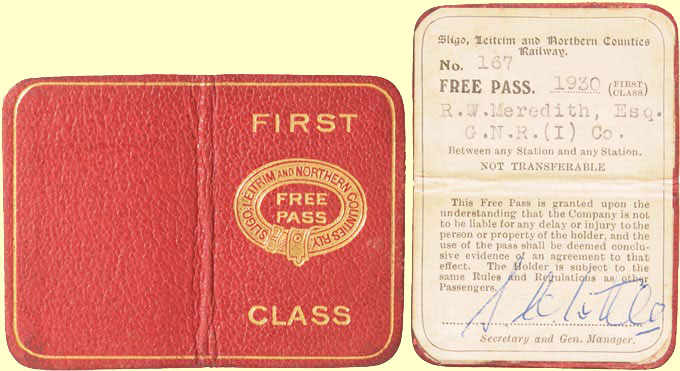 FIRST
SLIGO, LEITRIM AND NORTHERN COUNTIES RLY
FREE
PASS
CLASS
Sligo, Leitrim and Northern Counties
Railway.
No. 167
FREE PASS. 1930 (FIRST CLASS)
R.W.Meredith, Esq.
G.N.R.(I) Co.
Between any Station and any Station.
NOT TRANSFERABLE
This Free Pass is granted upon the
understanding that the Company is not
to be liable for any delay or injury to the
person or property of the holder, and the
use of the pass shall be deemed conclu-
sive evidence of an agreement to that
effect. The Holder is subject to the
same Rules and Regulations as other
Passengers.
Secretary and Gen. Manager.